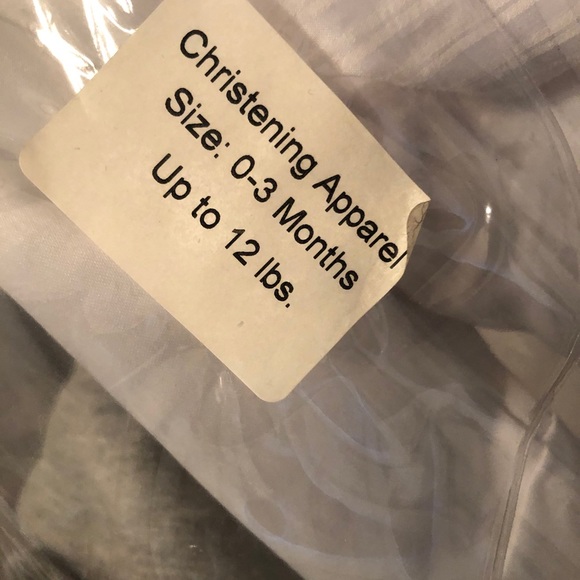 Christening Apparel
Size: 0-3 Months
Up to 12 lbs.